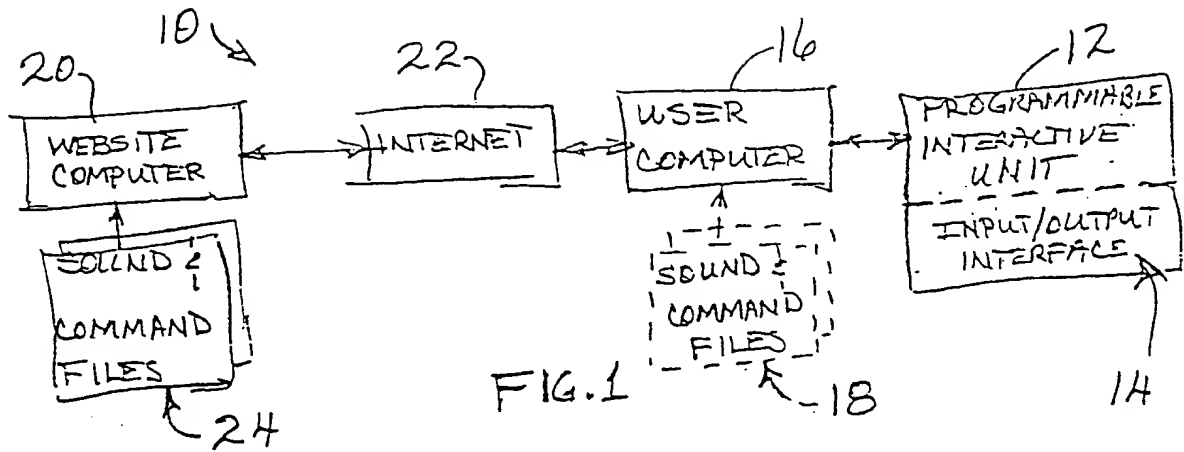 10
20
22
16
12
WEBSITE
COMPUTER
INTERNET
USER
COMPUTER
PROGRAMMABLE
INTERACTIVE
UNIT
INPUT/OUTPUT
INTERFACE
SOUND &
COMMAND
FILES
SOUND &
COMMAND
FILES
FIG. 1
24
18
14